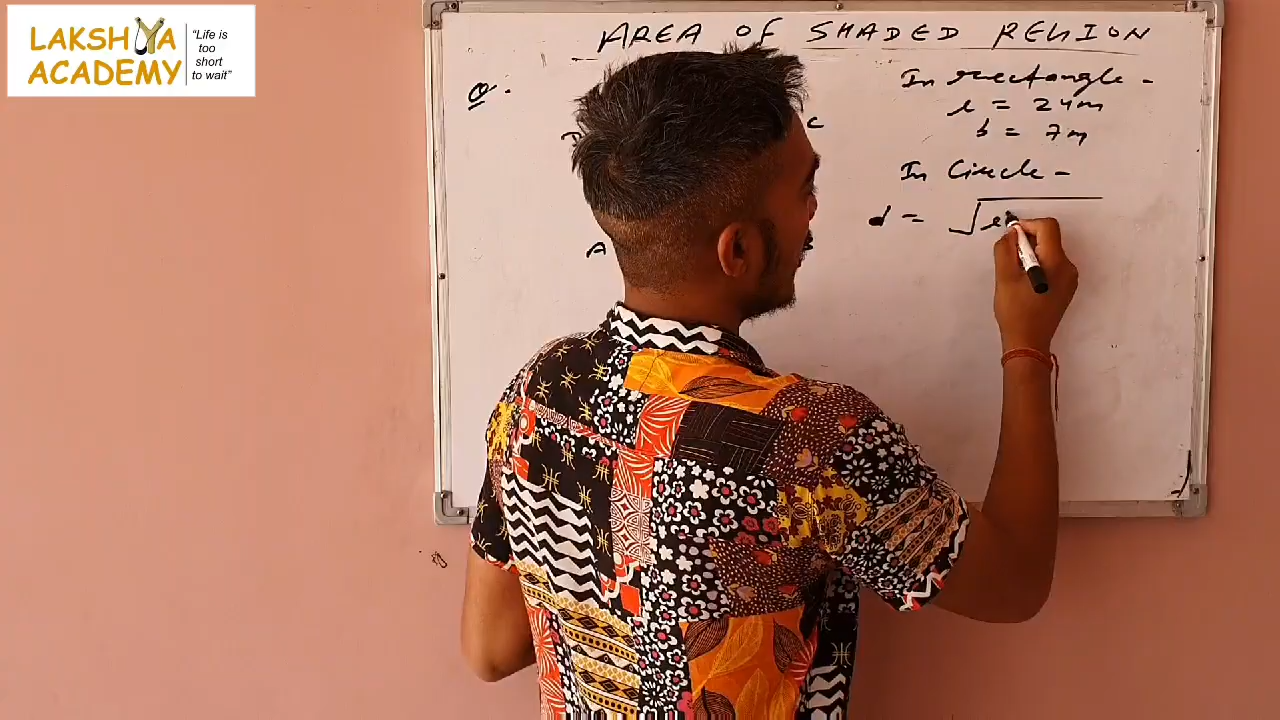 LAKSHYA
ACADEMY
"Life is
too
short
to wait"
AREA OF SHADED REGION
Q.
In rectangle -
l = 24m
b = 7m
In Circle -
d = √l
C
A